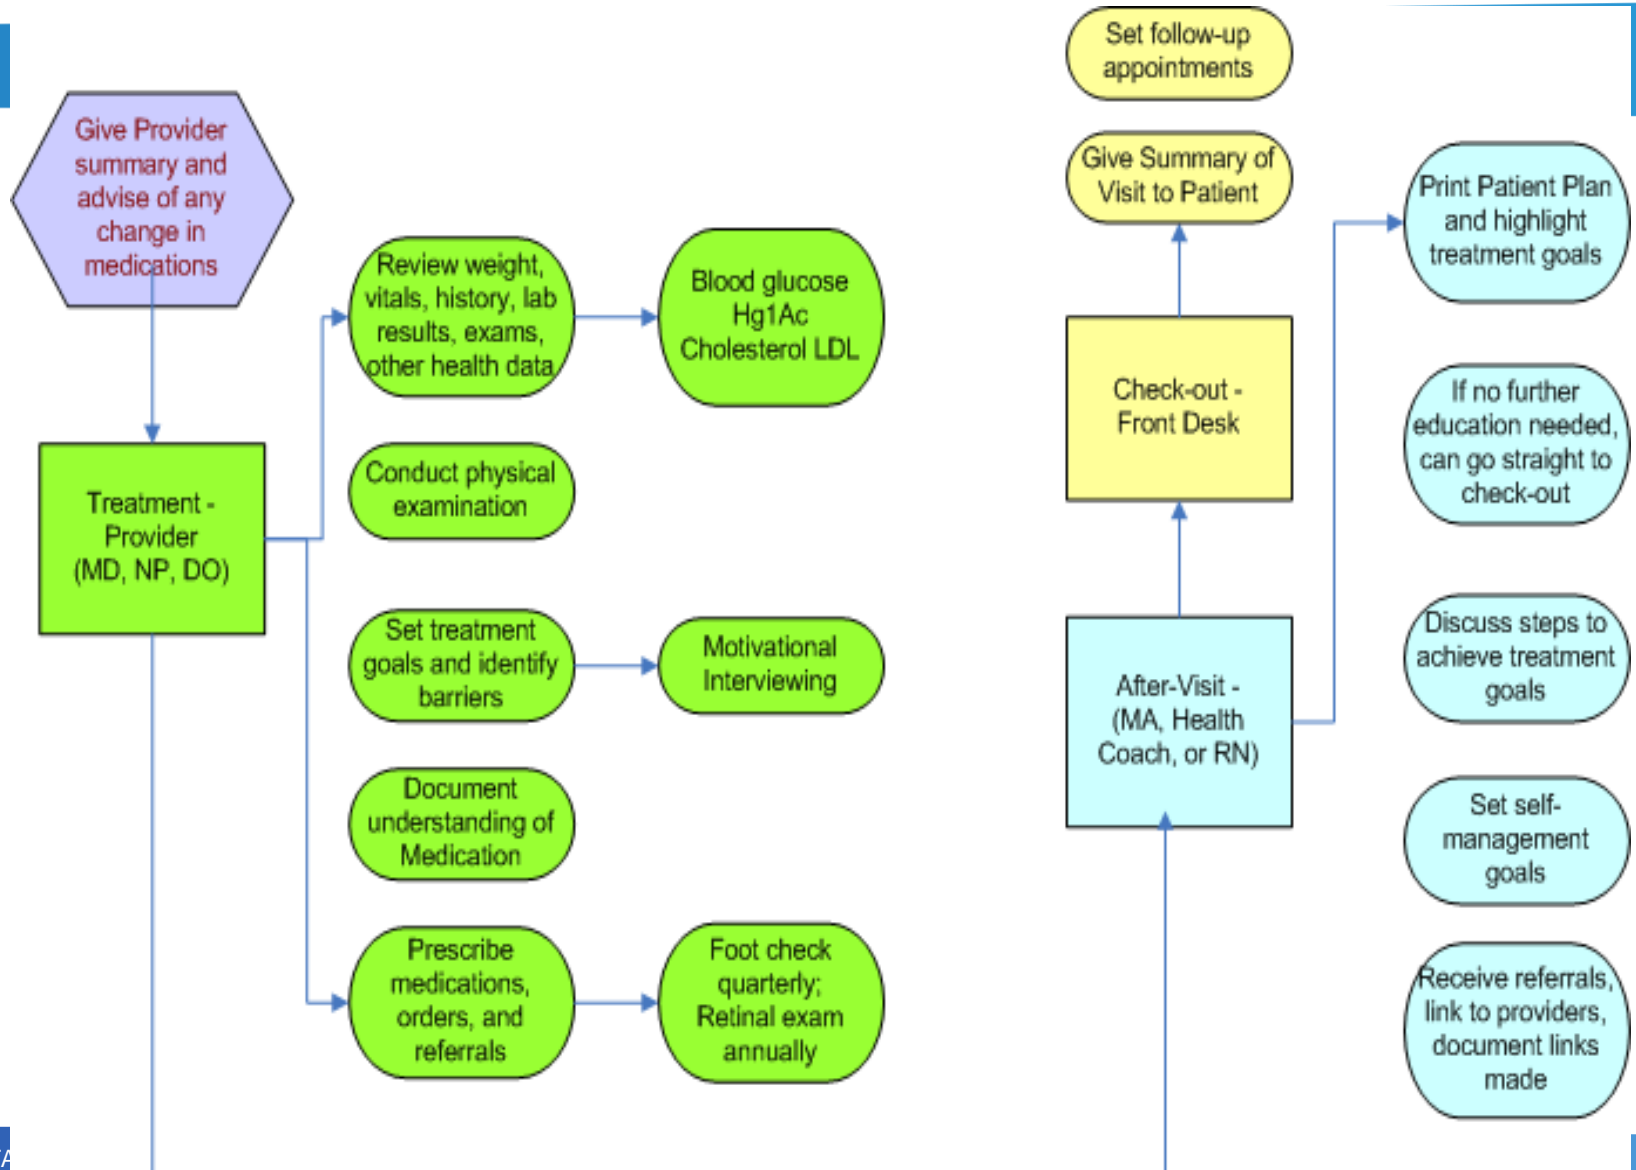 Give Provider
summary and
advise of any
change in
medications
Treatment -
Provider
(MD, NP, DO)
Review weight,
vitals, history, lab
results, exams,
other health data
Blood glucose
Hg1Ac
Cholesterol LDL
Conduct physical
examination
Set treatment
goals and identify
barriers
Motivational
Interviewing
Document
understanding of
Medication
Prescribe
medications,
orders, and
referrals
Foot check
quarterly;
Retinal exam
annually
Set follow-up
appointments
Give Summary of
Visit to Patient
Check-out -
Front Desk
After-Visit -
(MA, Health
Coach, or RN)
Print Patient Plan
and highlight
treatment goals
If no further
education needed,
can go straight to
check-out
Discuss steps to
achieve treatment
goals
Set self-
management
goals
Receive referrals,
link to providers,
document links
made